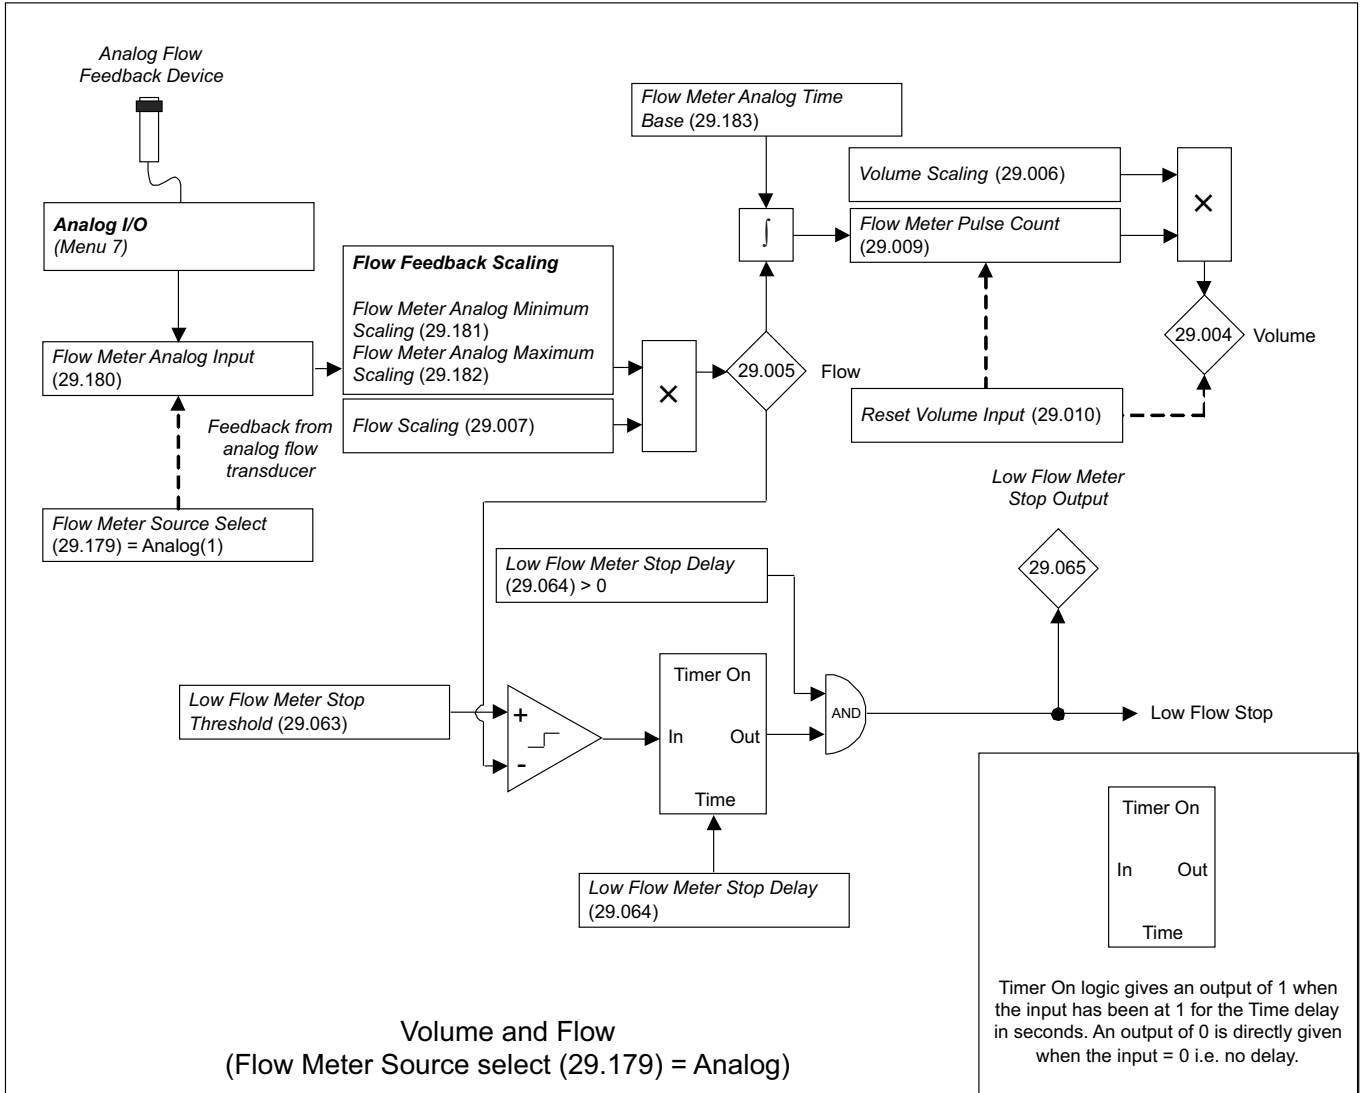 Analog Flow
Feedback Device
Analog I/O
(Menu 7)
Flow Meter Analog Input
(29.180)
Feedback from
analog flow
transducer
Flow Meter Source Select
(29.179) = Analog(1)
Flow Feedback Scaling
Flow Meter Analog Minimum
Scaling (29.181)
Flow Meter Analog Maximum
Scaling (29.182)
Flow Scaling (29.007)
×
29.005
Flow
Flow Meter Analog Time
Base (29.183)
∫
Volume Scaling (29.006)
Flow Meter Pulse Count
(29.009)
×
29.004
Volume
Reset Volume Input (29.010)
Low Flow Meter
Stop Output
29.065
Low Flow Meter Stop Delay
(29.064) > 0
Low Flow Meter Stop
Threshold (29.063)
+
-
Timer On
In Out
Time
AND
Low Flow Stop
Low Flow Meter Stop Delay
(29.064)
Timer On
In Out
Time
Timer On logic gives an output of 1 when
the input has been at 1 for the Time delay
in seconds. An output of 0 is directly given
when the input = 0 i.e. no delay.
Volume and Flow
(Flow Meter Source select (29.179) = Analog)